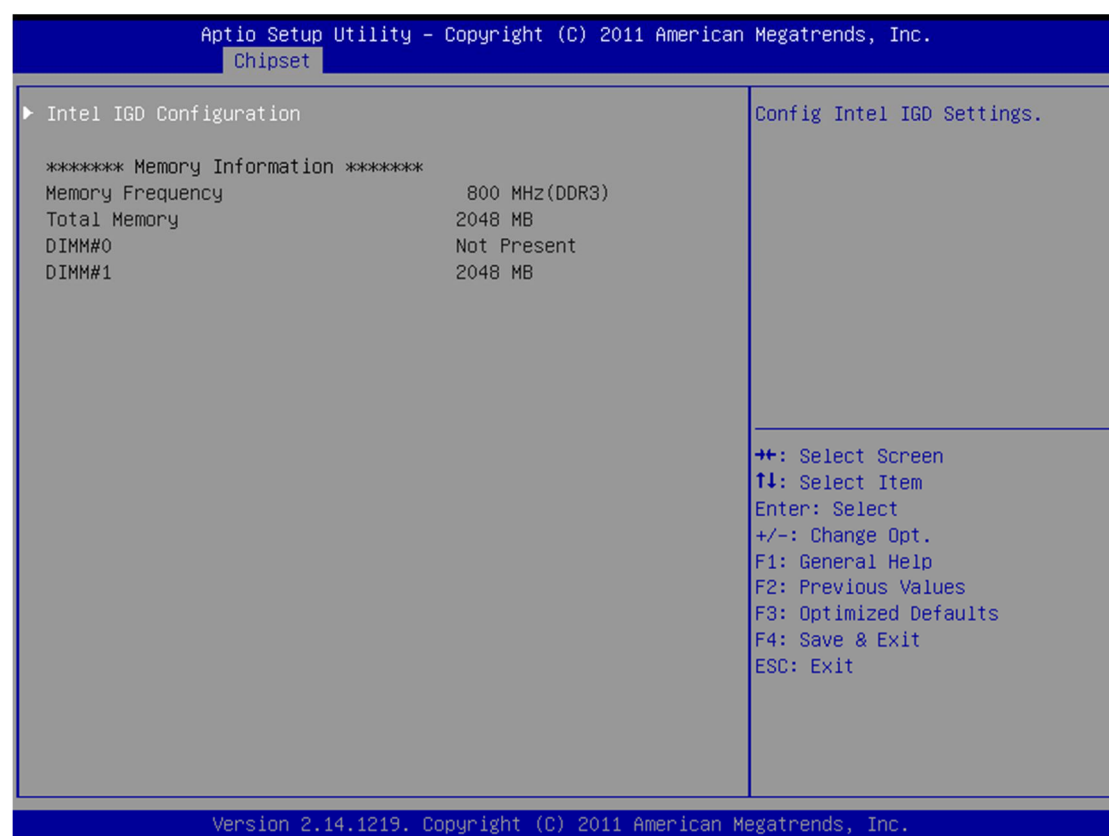 Aptio Setup Utility – Copyright (C) 2011 American Megatrends, Inc.
Chipset
▶ Intel IGD Configuration
******* Memory Information *******
Memory Frequency 800 MHz(DDR3)
Total Memory 2048 MB
DIMM#0 Not Present
DIMM#1 2048 MB
Config Intel IGD Settings.
→←: Select Screen
↑↓: Select Item
Enter: Select
+/-: Change Opt.
F1: General Help
F2: Previous Values
F3: Optimized Defaults
F4: Save & Exit
ESC: Exit
Version 2.14.1219. Copyright (C) 2011 American Megatrends, Inc.